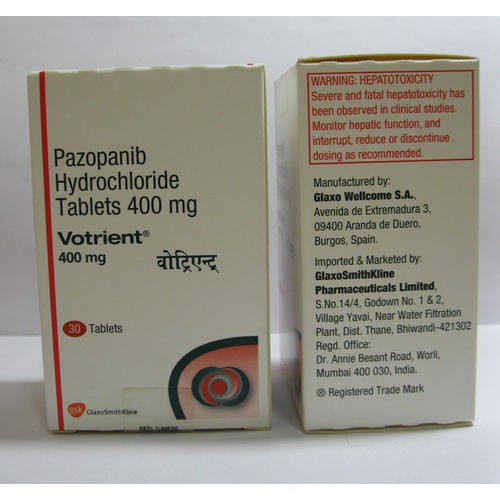 Pazopanib
Hydrochloride
Tablets 400 mg
Votrient®
400 mg
वोट्रिएन्ट्
30 Tablets
gsk GlaxoSmithKline
WARNING: HEPATOTOXICITY
Severe and fatal hepatotoxicity has
been observed in clinical studies.
Monitor hepatic function, and
interrupt, reduce or discontinue
dosing as recommended.
Manufactured by:
Glaxo Wellcome S.A.,
Avenida de Extremadura 3,
09400 Aranda de Duero,
Burgos, Spain.
Imported & Marketed by:
GlaxoSmithKline
Pharmaceuticals Limited,
S.No.14/4, Godown No. 1 & 2,
Village Yavai, Near Water Filtration
Plant, Dist. Thane, Bhiwandi-421302
Regd. Office:
Dr. Annie Besant Road, Worli,
Mumbai 400 030, India.
® Registered Trade Mark